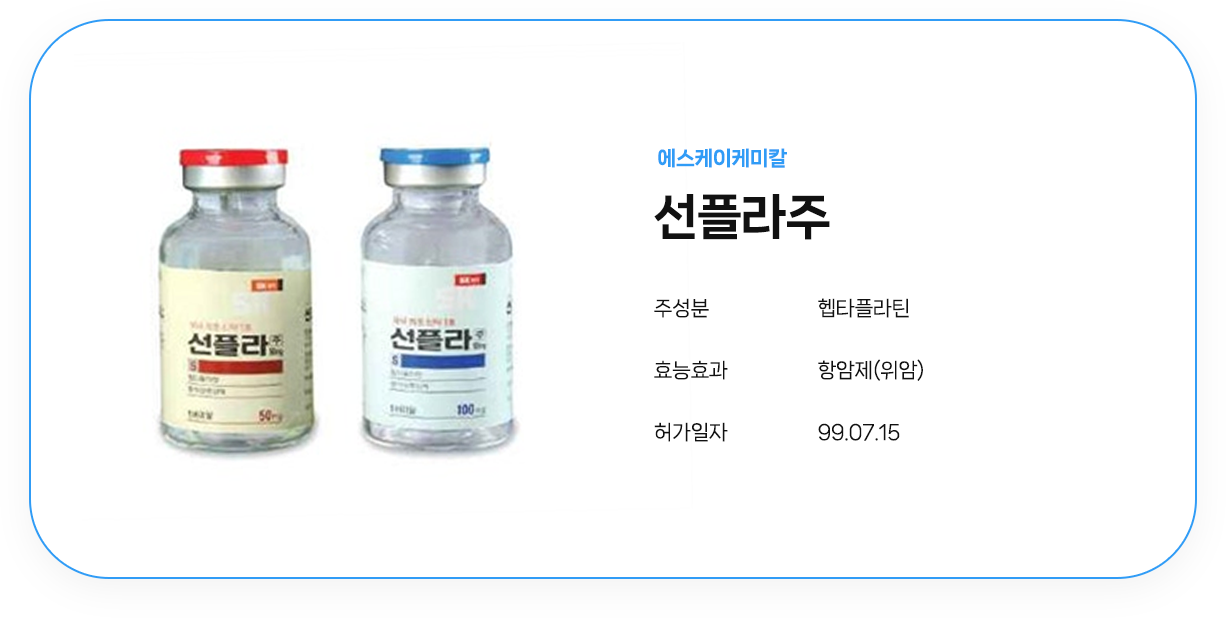 에스케이케미칼
선플라주
주성분 헵타플라틴
효능효과 항암제(위암)
허가일자 99.07.15
SK
선플라주
S
50mg
SK
선플라주
S
100mg